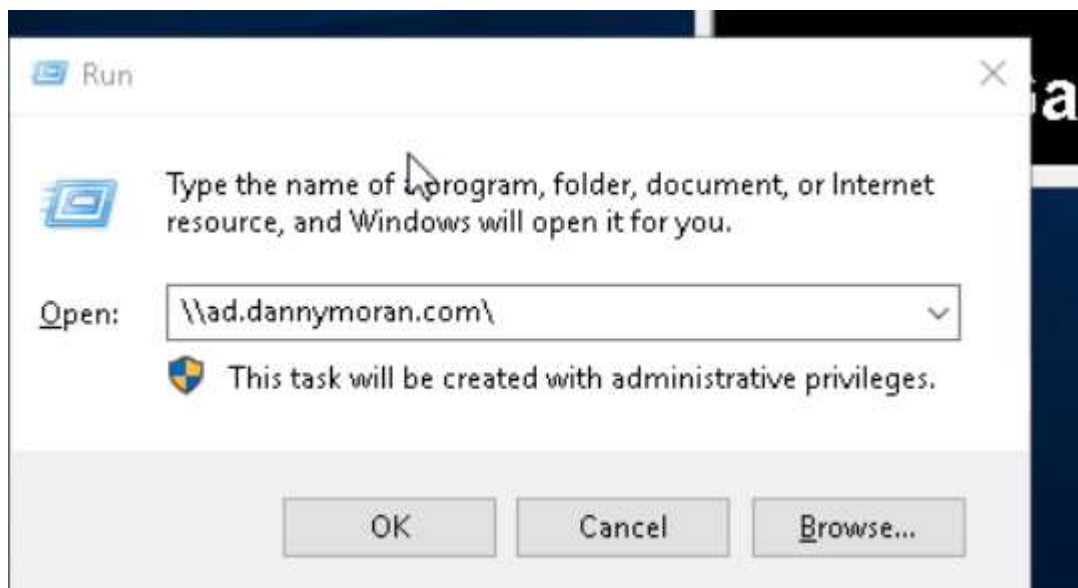 Run
Type the name of a program, folder, document, or Internet
resource, and Windows will open it for you.
Open:
\\ad.dannymoran.com\
This task will be created with administrative privileges.
OK
Cancel
Browse...